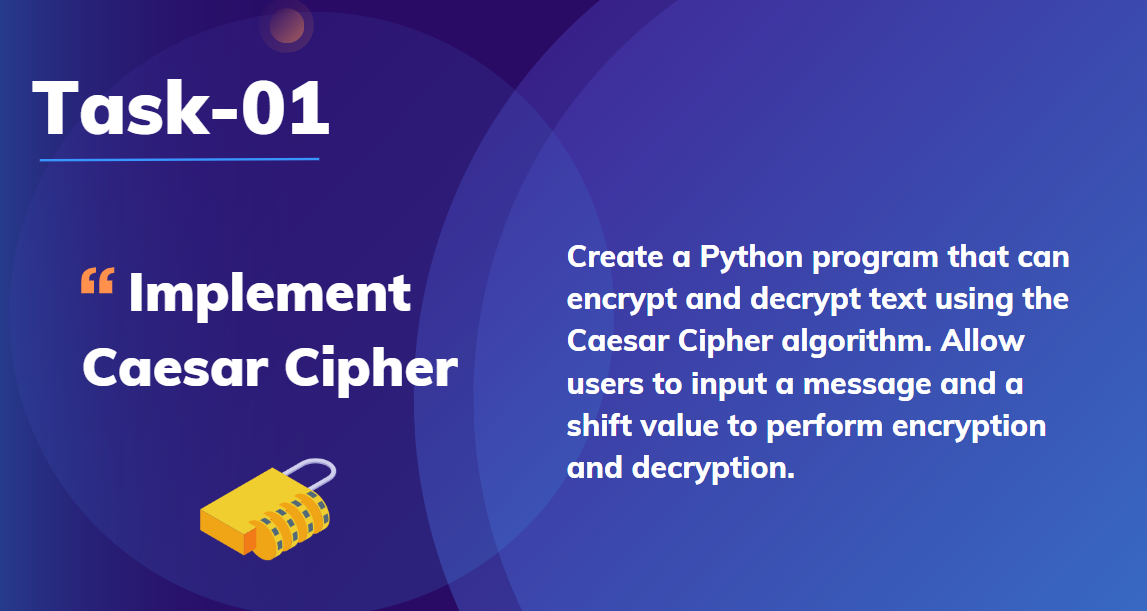 Task-01
“ Implement
Caesar Cipher
Create a Python program that can
encrypt and decrypt text using the
Caesar Cipher algorithm. Allow
users to input a message and a
shift value to perform encryption
and decryption.